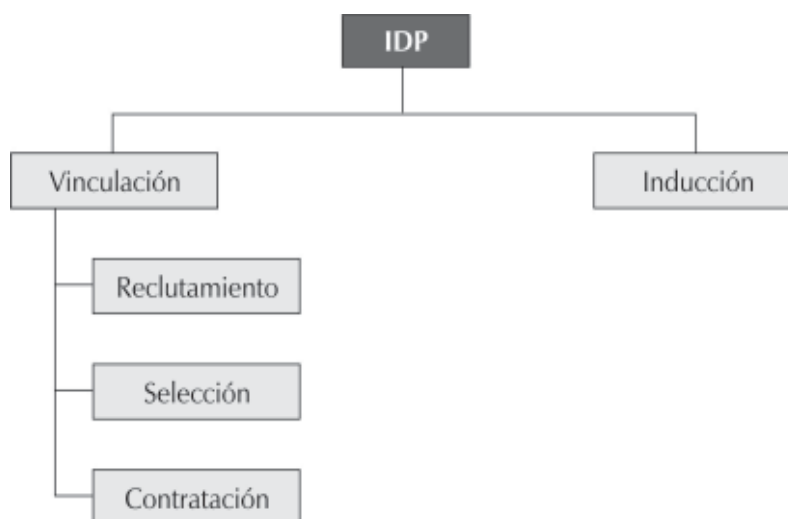 IDP
Vinculación
Inducción
Reclutamiento
Selección
Contratación